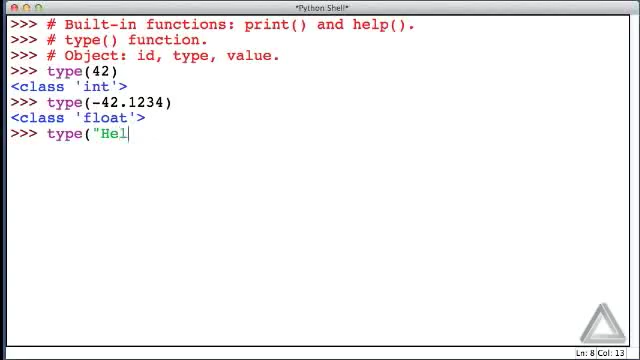 *Python Shell*
>>> # Built-in functions: print() and help().
>>> # type() function.
>>> # Object: id, type, value.
>>> type(42)
<class 'int'>
>>> type(-42.1234)
<class 'float'>
>>> type("Hel
Ln: 8 Col: 13